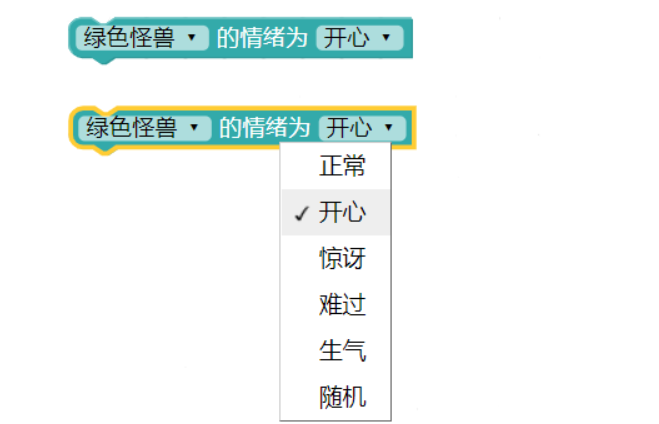 绿色怪兽 的情绪为 开心
绿色怪兽 的情绪为 开心
正常
✓ 开心
惊讶
难过
生气
随机